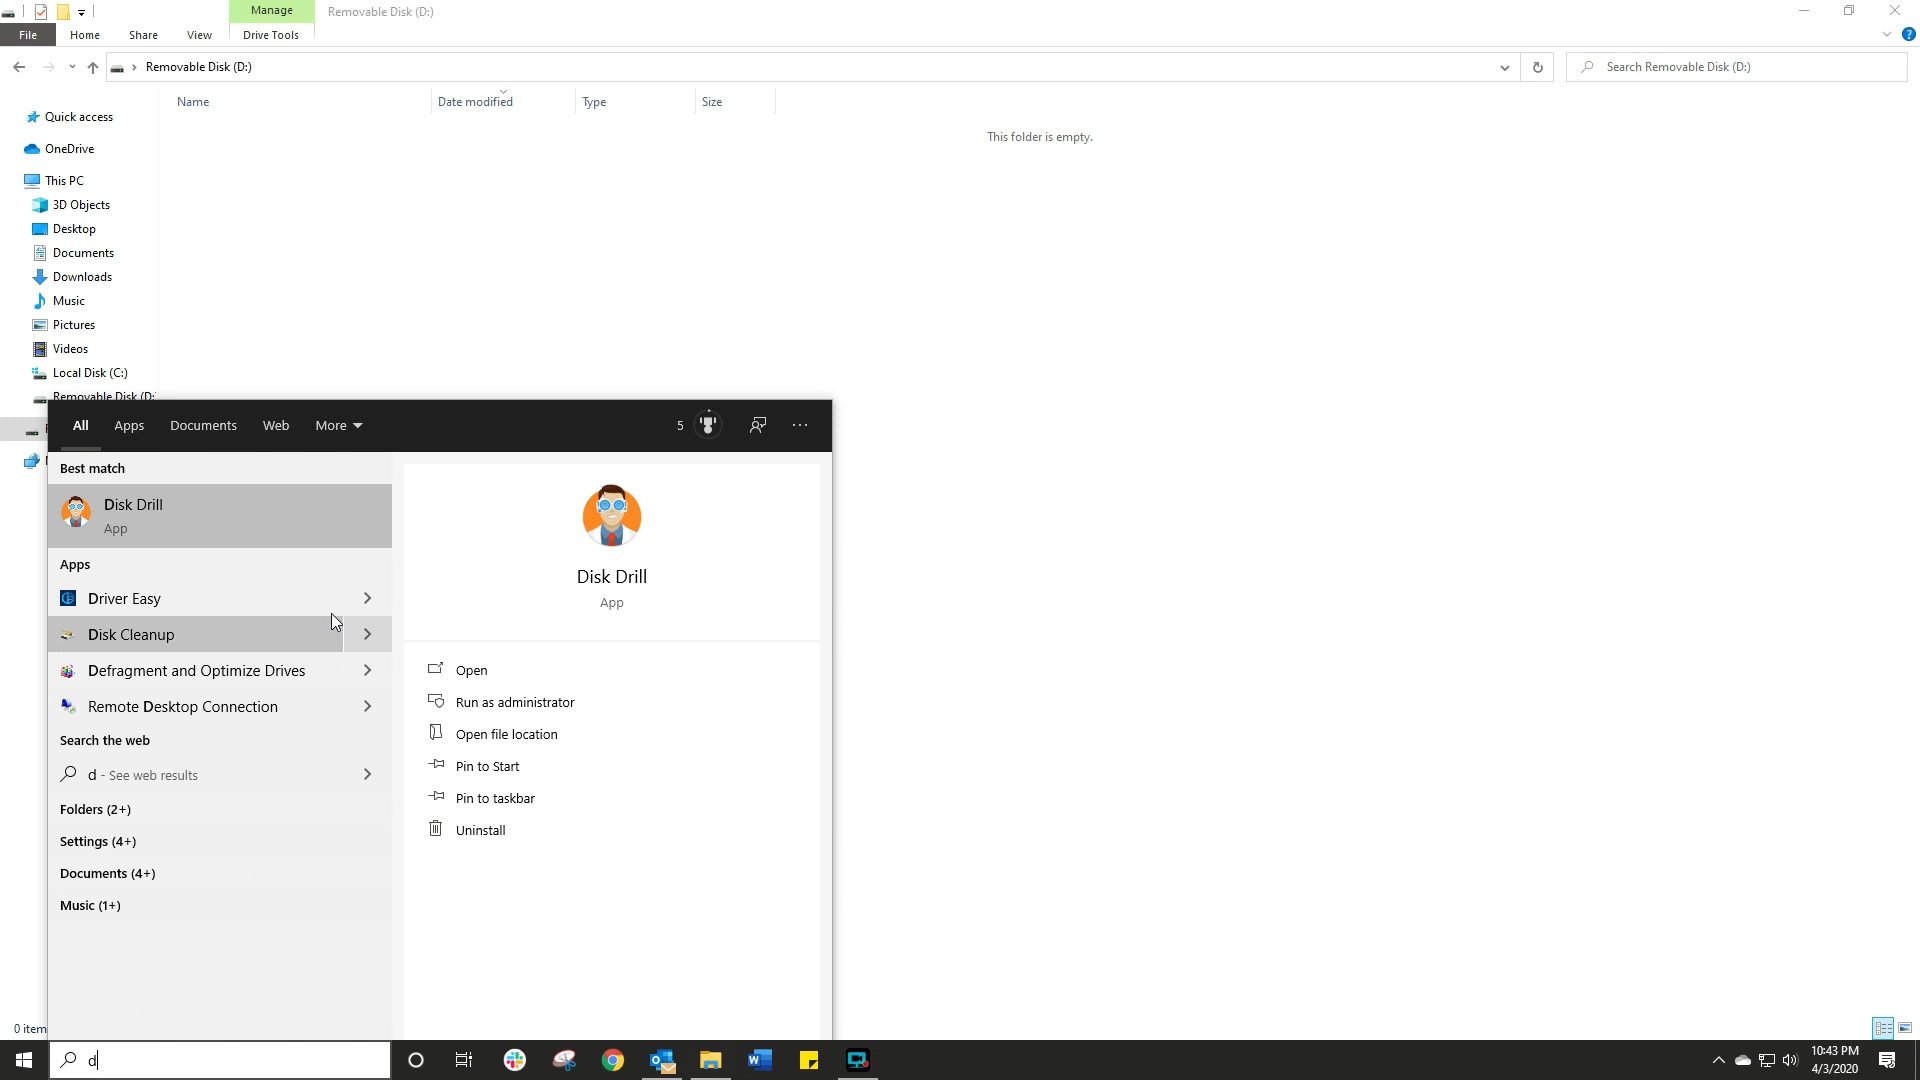 Manage
Removable Disk (D:)
File
Home
Share
View
Drive Tools
Removable Disk (D:)
Search Removable Disk (D:)
Name
Date modified
Type
Size
This folder is empty.
Quick access
OneDrive
This PC
3D Objects
Desktop
Documents
Downloads
Music
Pictures
Videos
Local Disk (C:)
Removable Disk (D:
All
Apps
Documents
Web
More
5
Best match
Disk Drill
App
Apps
Driver Easy
Disk Cleanup
Defragment and Optimize Drives
Remote Desktop Connection
Search the web
d - See web results
Folders (2+)
Settings (4+)
Documents (4+)
Music (1+)
Disk Drill
App
Open
Run as administrator
Open file location
Pin to Start
Pin to taskbar
Uninstall
0 item
d
10:43 PM
4/3/2020